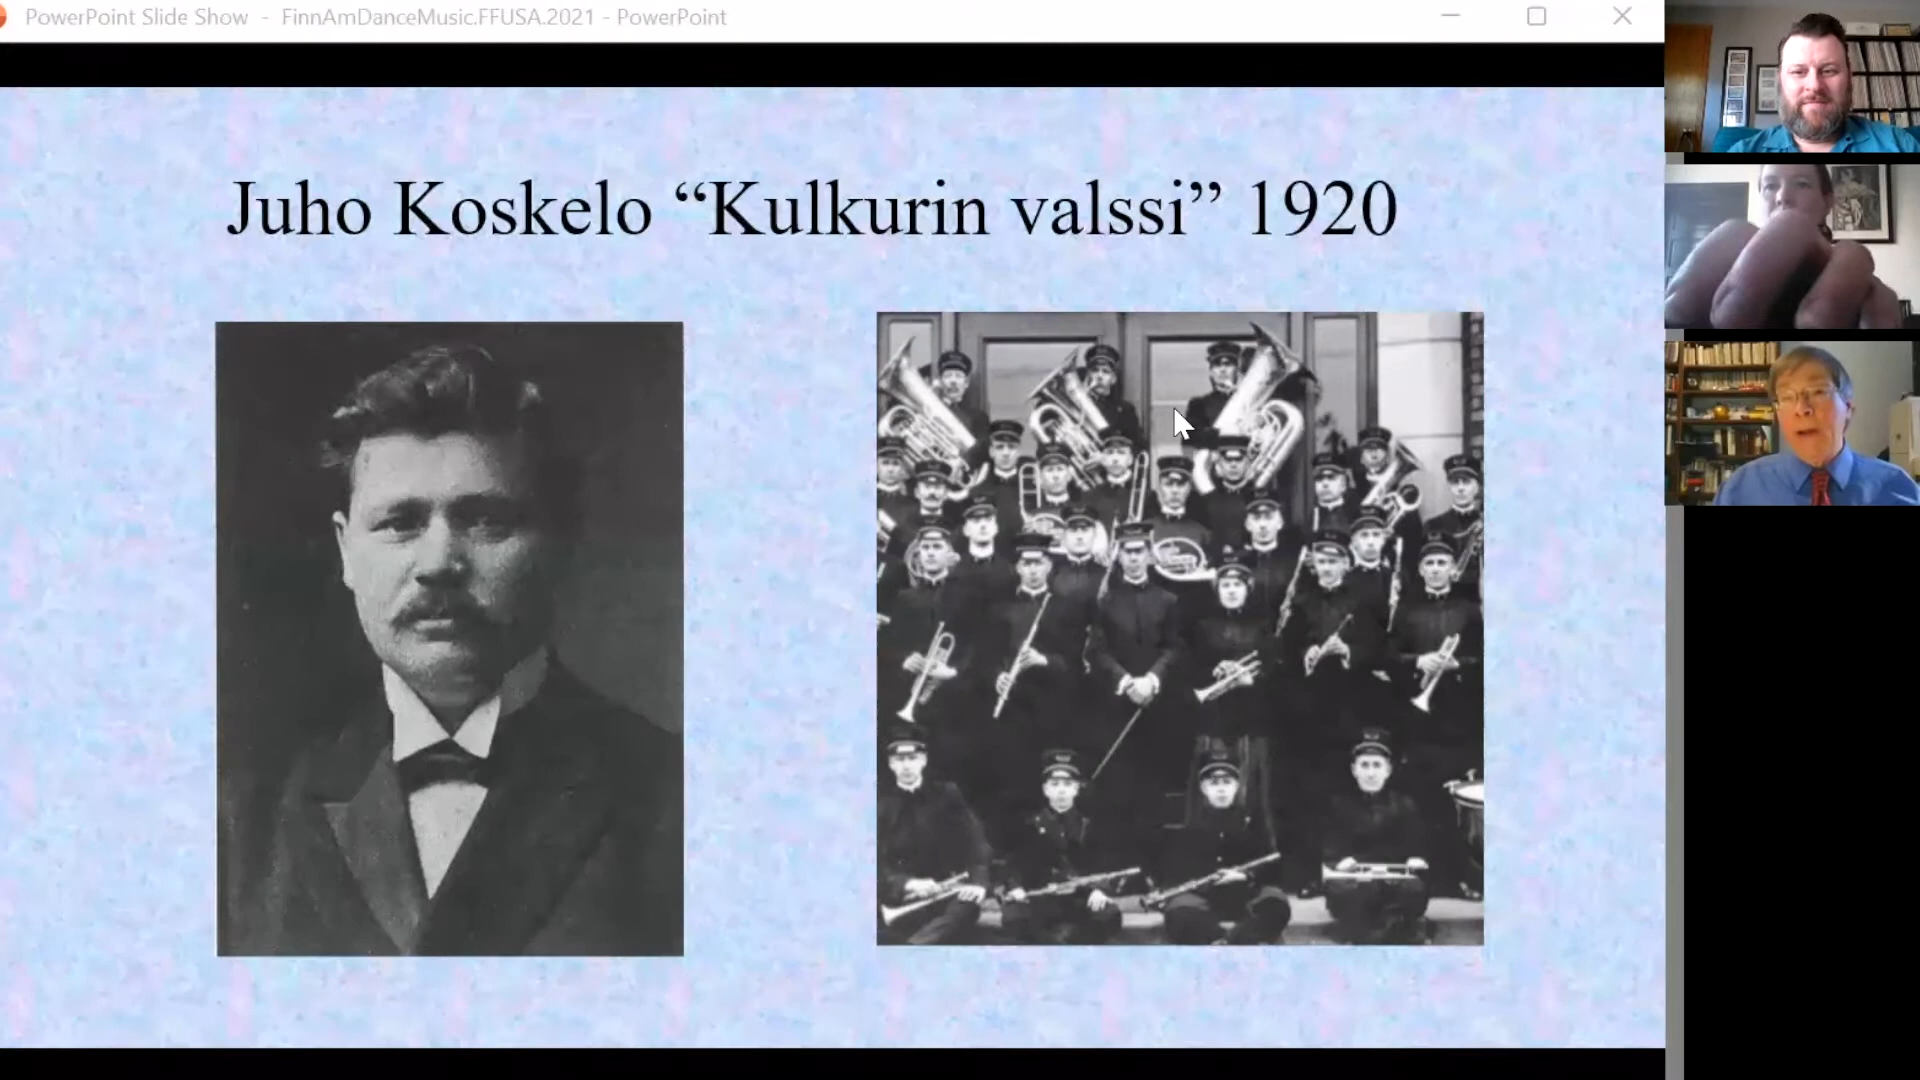 PowerPoint Slide Show - FinnAmDanceMusic.FFUSA.2021 - PowerPoint
Juho Koskelo “Kulkurin valssi” 1920